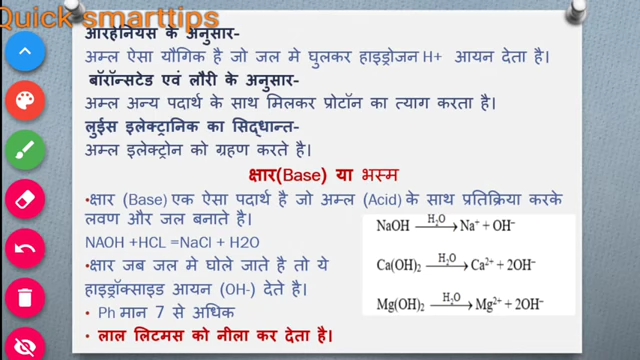 Quick smarttips
आरहेनियस के अनुसार-
अम्ल ऐसा यौगिक है जो जल मे घुलकर हाइड्रोजन H+ आयन देता है।
बॉरॉन्सटेड एवं लौरी के अनुसार-
अम्ल अन्य पदार्थ के साथ मिलकर प्रोटॉन का त्याग करता है।
लुईस इलेक्ट्रानिक का सिद्धान्त-
अम्ल इलेक्ट्रोन को ग्रहण करते है।
क्षार(Base) या भस्म
•क्षार (Base) एक ऐसा पदार्थ है जो अम्ल (Acid) के साथ प्रतिक्रिया करके
लवण और जल बनाते है।
NAOH +HCL =NaCl + H2O
•क्षार जब जल मे घोले जाते है तो ये
हाइड्रॉक्साइड आयन (OH-) देते है।
• Ph मान 7 से अधिक
• लाल लिटमस को नीला कर देता है।
NaOH —H₂O→ Na⁺ + OH⁻
Ca(OH)₂ —H₂O→ Ca²⁺ + 2OH⁻
Mg(OH)₂ —H₂O→ Mg²⁺ + 2OH⁻